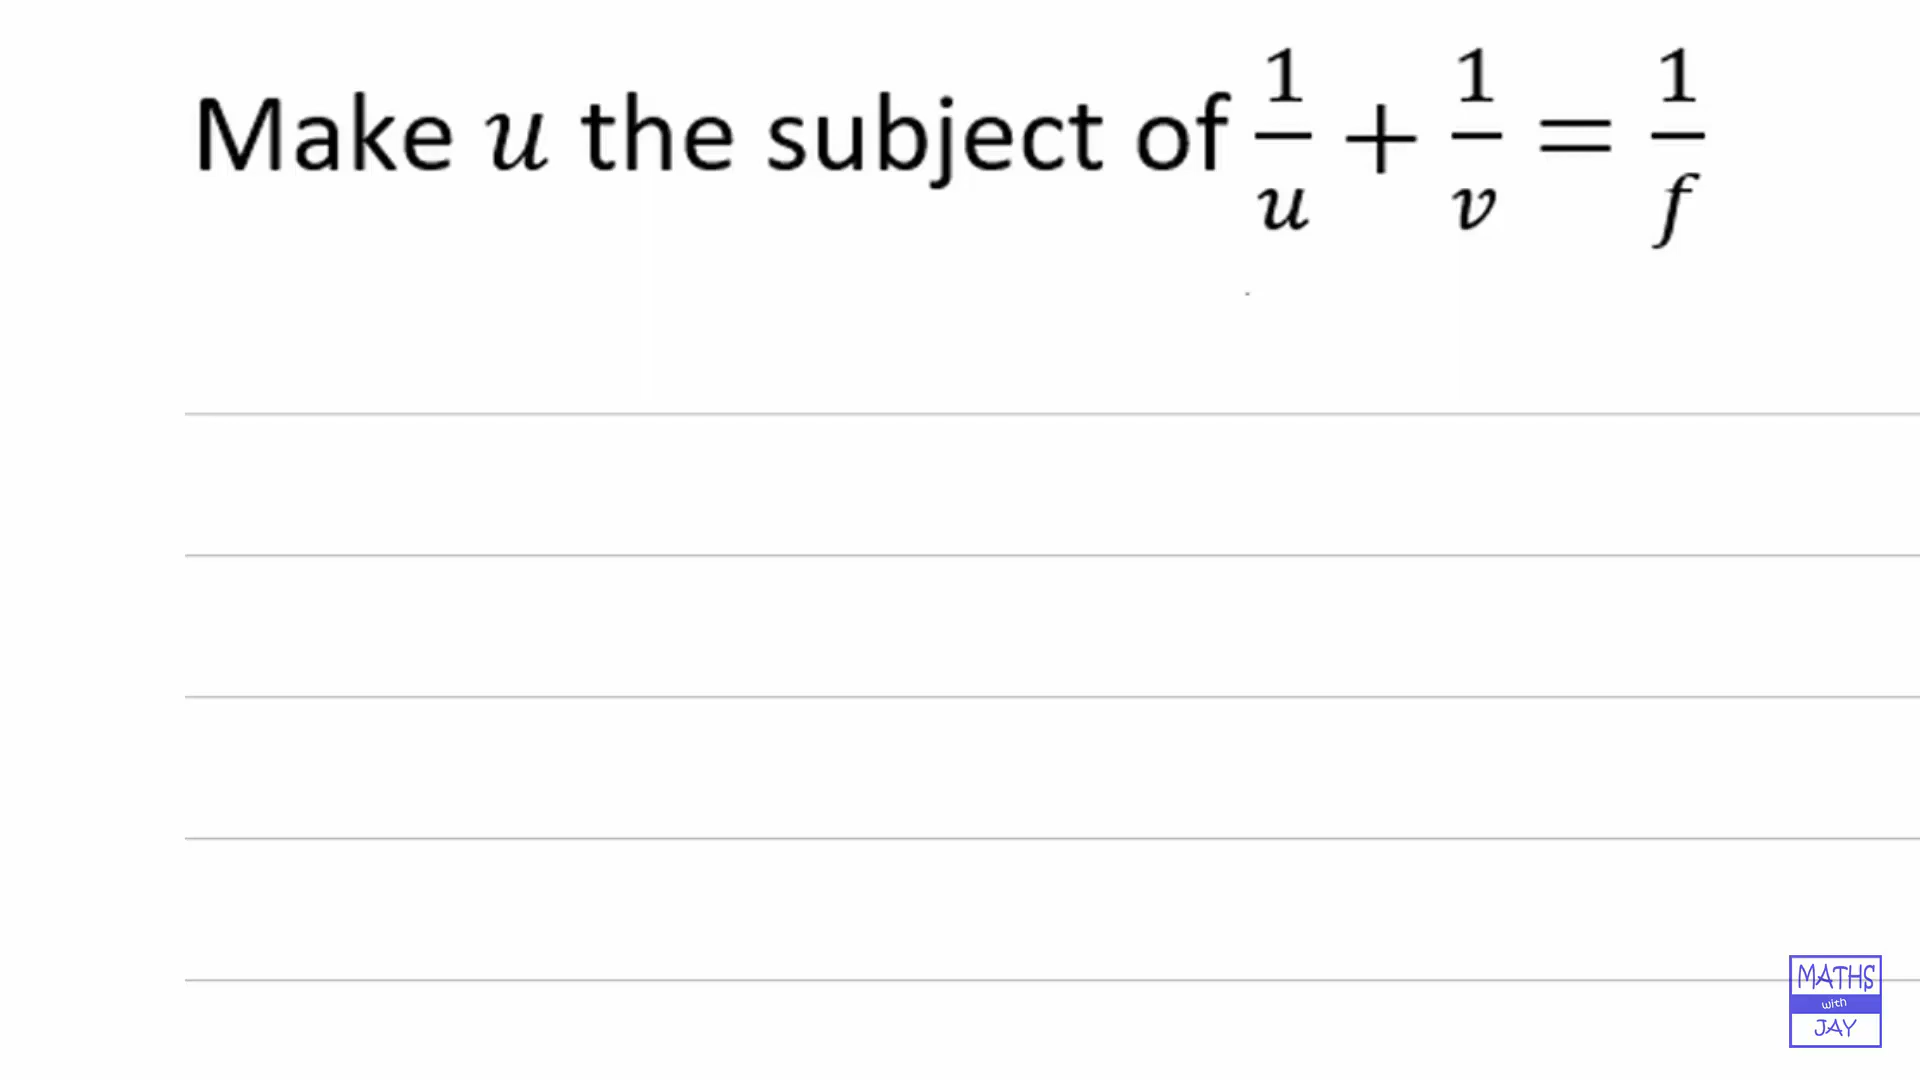 Make u the subject of 1/u + 1/v = 1/f
MATHS
with
JAY